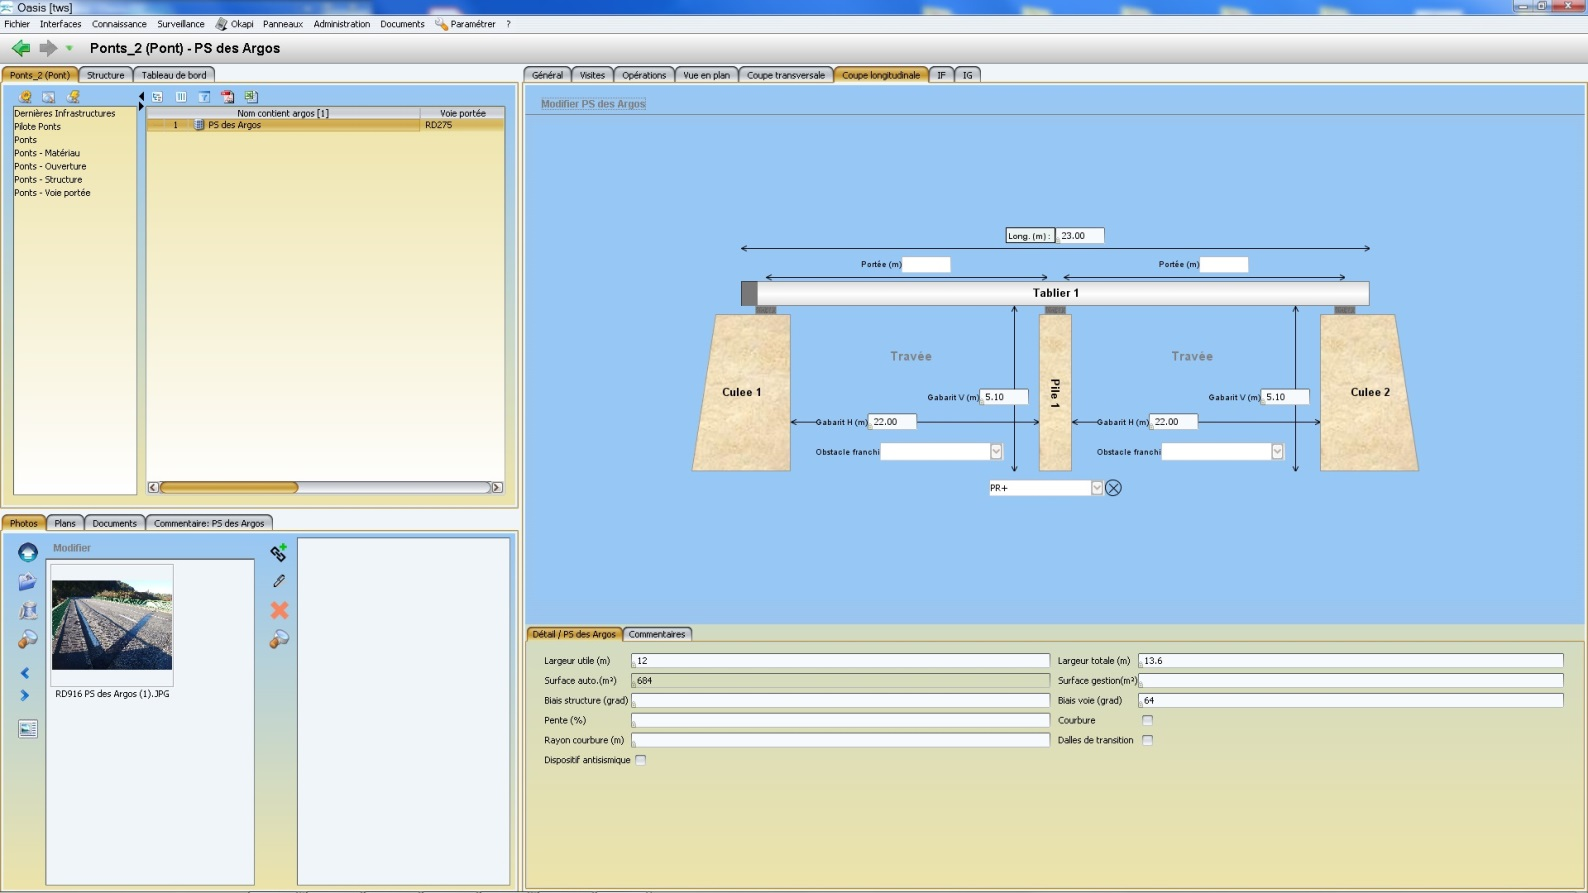 Oasis [tws]
Fichier Interfaces Connaissance Surveillance Okapi Panneaux Administration Documents Paramétrer ?
Ponts_2 (Pont) - PS des Argos
Ponts_2 (Pont) Structure Tableau de bord
Dernières Infrastructures
Pilote Ponts
Ponts
Ponts - Matériau
Ponts - Ouverture
Ponts - Structure
Ponts - Voie portée
Nom contient argos [1] Voie portée
1 PS des Argos RD275
Photos Plans Documents Commentaire: PS des Argos
Modifier
RD916 PS des Argos (1).JPG
Général Visites Opérations Vue en plan Coupe transversale Coupe longitudinale IF IG
Modifier PS des Argos
Long. (m) : 23.00
Portée (m) Portée (m)
Tablier 1
Travée Travée
Culee 1 Pile 1 Culee 2
Gabarit V (m) 5.10 Gabarit V (m) 5.10
Gabarit H (m) 22.00 Gabarit H (m) 22.00
Obstacle franchi Obstacle franchi
PR+
Détail / PS des Argos Commentaires
Largeur utile (m) 12 Largeur totale (m) 13.6
Surface auto.(m²) 684 Surface gestion(m²)
Biais structure (grad) Biais voie (grad) 64
Pente (%) Courbure
Rayon courbure (m) Dalles de transition
Dispositif antisismique